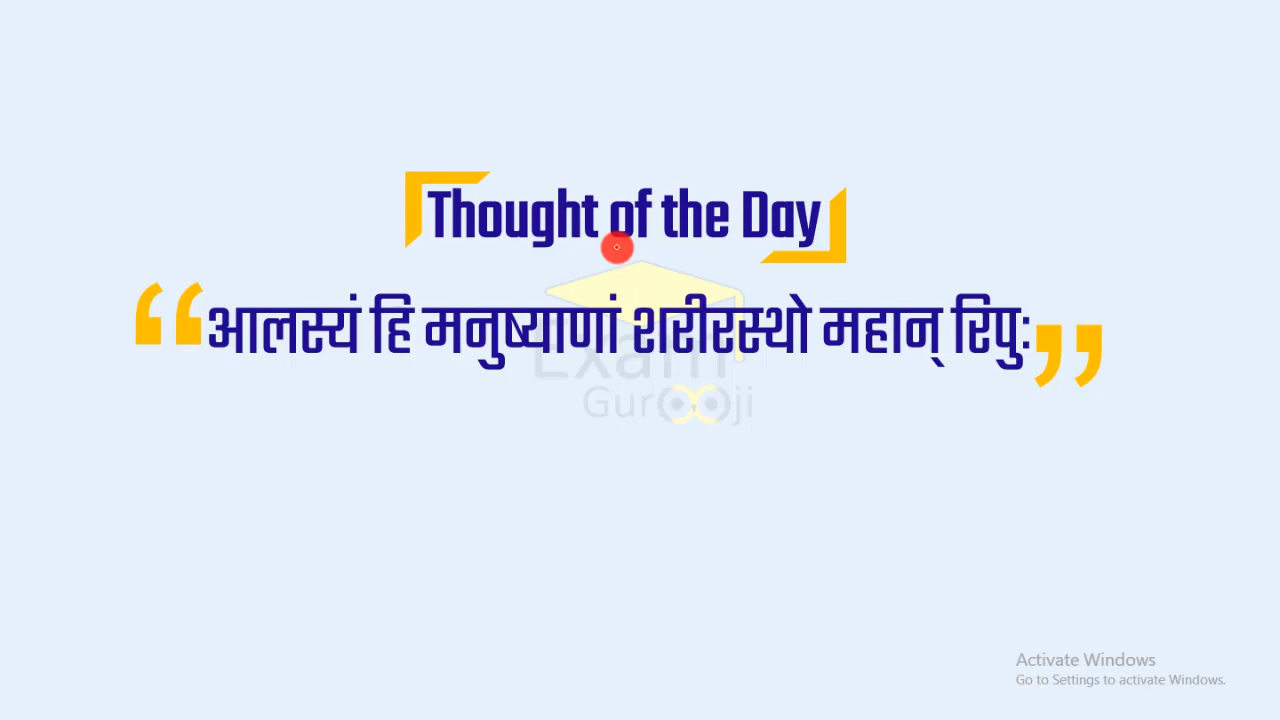 Thought of the Day
“आलस्यं हि मनुष्याणां शरीरस्थो महान् रिपुः”
Exam
Gurooji
Activate Windows
Go to Settings to activate Windows.